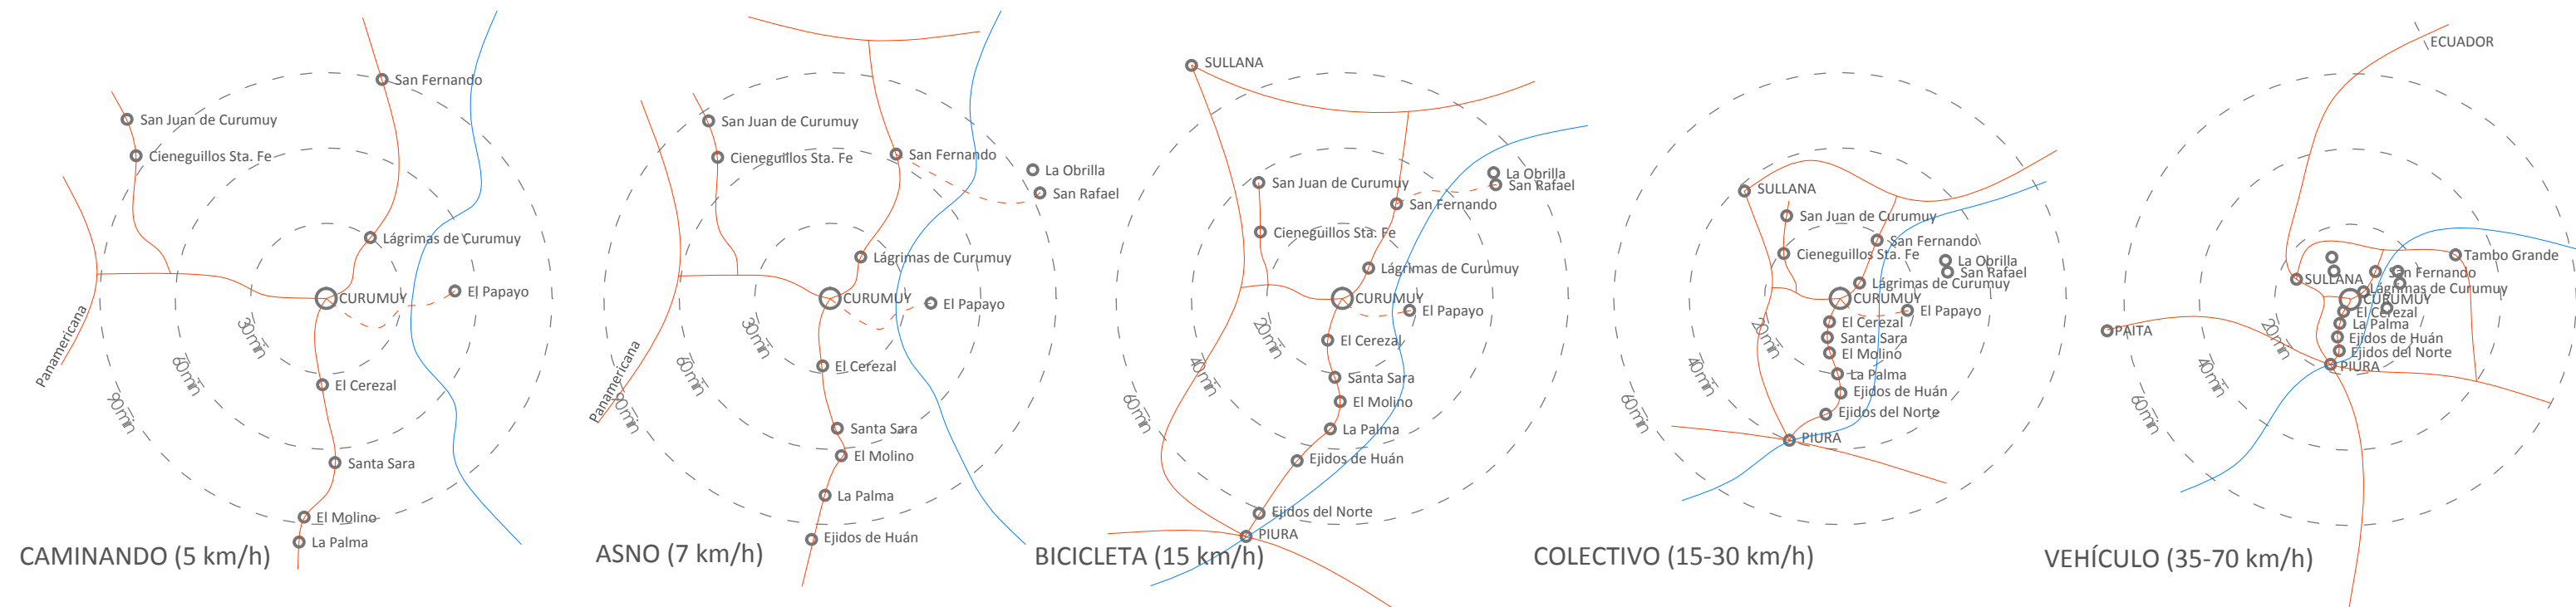 San Fernando
San Juan de Curumuy
Cieneguillos Sta. Fe
Lágrimas de Curumuy
El Papayo
CURUMUY
Panamericana
30min
60min
90min
El Cerezal
Santa Sara
El Molino
La Palma
CAMINANDO (5 km/h)
San Juan de Curumuy
Cieneguillos Sta. Fe
San Fernando
La Obrilla
San Rafael
Lágrimas de Curumuy
CURUMUY
El Papayo
Panamericana
30min
60min
90min
El Cerezal
Santa Sara
El Molino
La Palma
Ejidos de Huán
ASNO (7 km/h)
SULLANA
San Juan de Curumuy
La Obrilla
San Rafael
San Fernando
Cieneguillos Sta. Fe
Lágrimas de Curumuy
CURUMUY
El Papayo
20min
40min
60min
El Cerezal
Santa Sara
El Molino
La Palma
Ejidos de Huán
Ejidos del Norte
PIURA
BICICLETA (15 km/h)
SULLANA
San Juan de Curumuy
San Fernando
Cieneguillos Sta. Fe
La Obrilla
San Rafael
Lágrimas de Curumuy
CURUMUY
El Papayo
20min
40min
60min
El Cerezal
Santa Sara
El Molino
La Palma
Ejidos de Huán
Ejidos del Norte
PIURA
COLECTIVO (15-30 km/h)
ECUADOR
Tambo Grande
SULLANA
San Fernando
Lágrimas de Curumuy
CURUMUY
El Cerezal
La Palma
Ejidos de Huán
Ejidos del Norte
PIURA
PAITA
20min
40min
60min
VEHÍCULO (35-70 km/h)